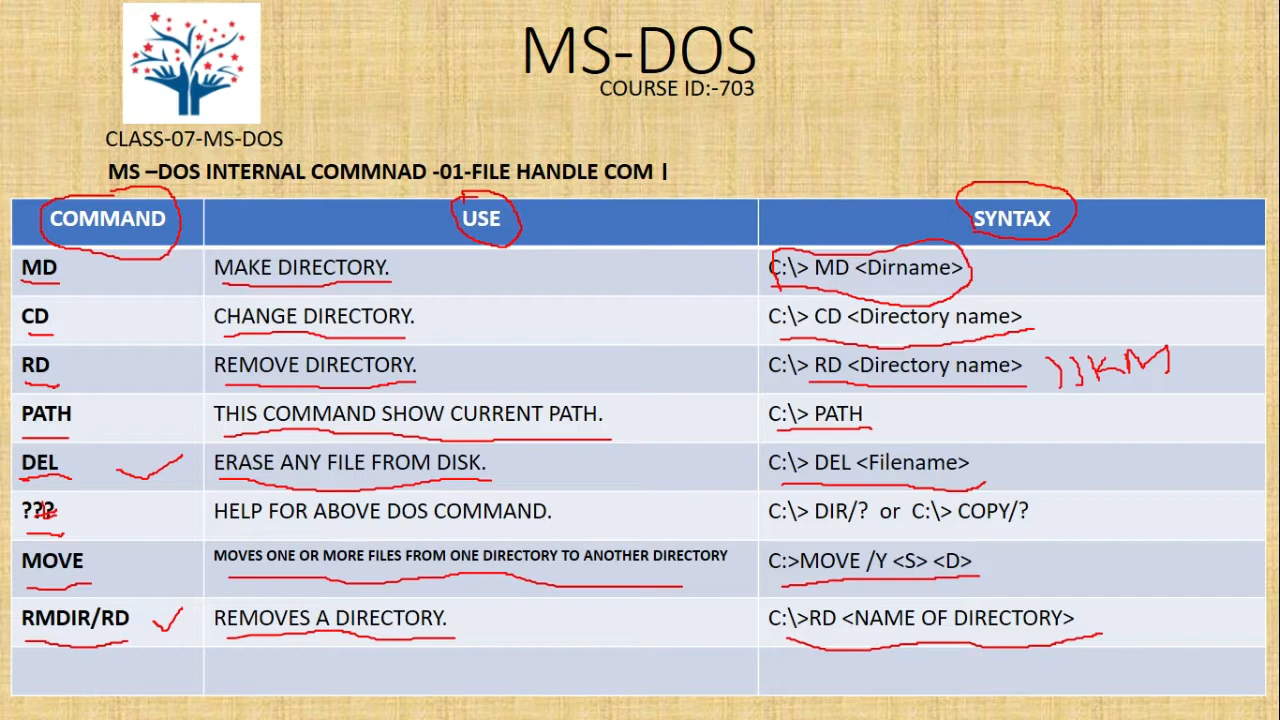 MS-DOS
COURSE ID:-703
CLASS-07-MS-DOS
MS –DOS INTERNAL COMMNAD -01-FILE HANDLE COM
COMMAND USE SYNTAX
MD MAKE DIRECTORY. C:\> MD <Dirname>
CD CHANGE DIRECTORY. C:\> CD <Directory name>
RD REMOVE DIRECTORY. C:\> RD <Directory name>
PATH THIS COMMAND SHOW CURRENT PATH. C:\> PATH
DEL ERASE ANY FILE FROM DISK. C:\> DEL <Filename>
??? HELP FOR ABOVE DOS COMMAND. C:\> DIR/? or C:\> COPY/?
MOVE MOVES ONE OR MORE FILES FROM ONE DIRECTORY TO ANOTHER DIRECTORY C:>MOVE /Y <S> <D>
RMDIR/RD REMOVES A DIRECTORY. C:\>RD <NAME OF DIRECTORY>